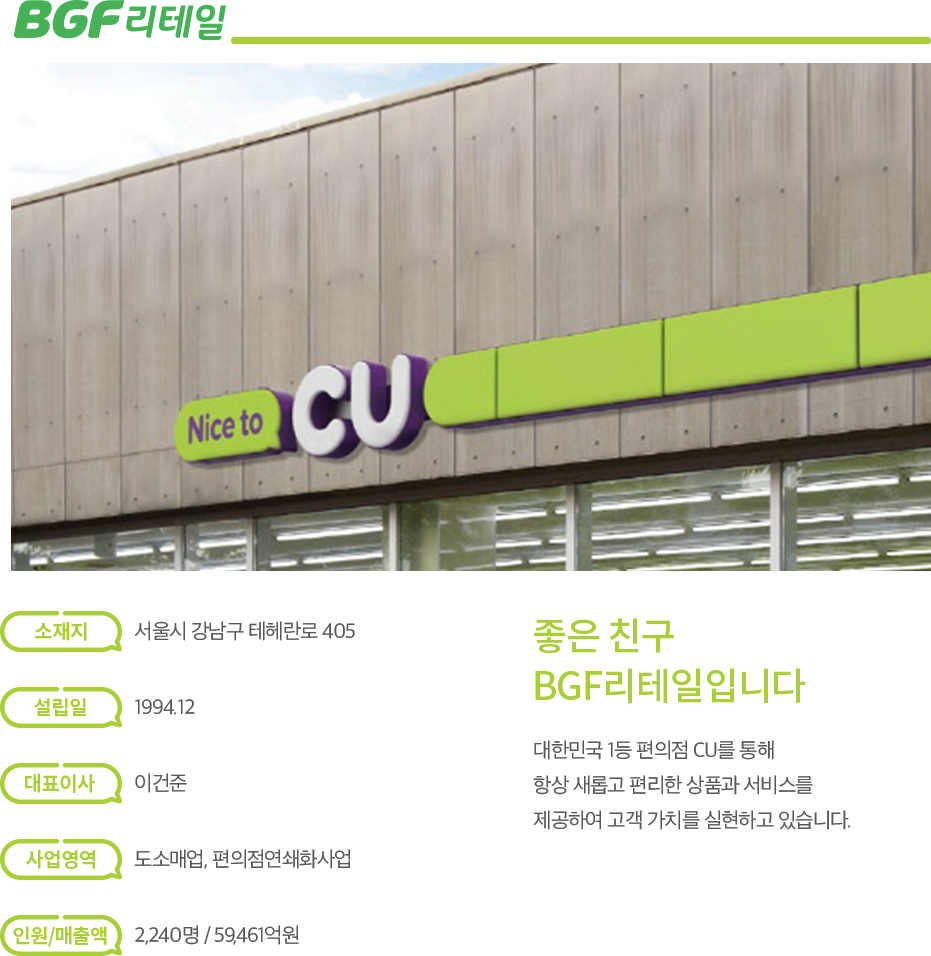 BGF리테일
Nice to CU
소재지 서울시 강남구 테헤란로 405
설립일 1994.12
대표이사 이건준
사업영역 도소매업, 편의점연쇄화사업
인원/매출액 2,240명 / 59,461억원
좋은 친구
BGF리테일입니다
대한민국 1등 편의점 CU를 통해
항상 새롭고 편리한 상품과 서비스를
제공하여 고객 가치를 실현하고 있습니다.